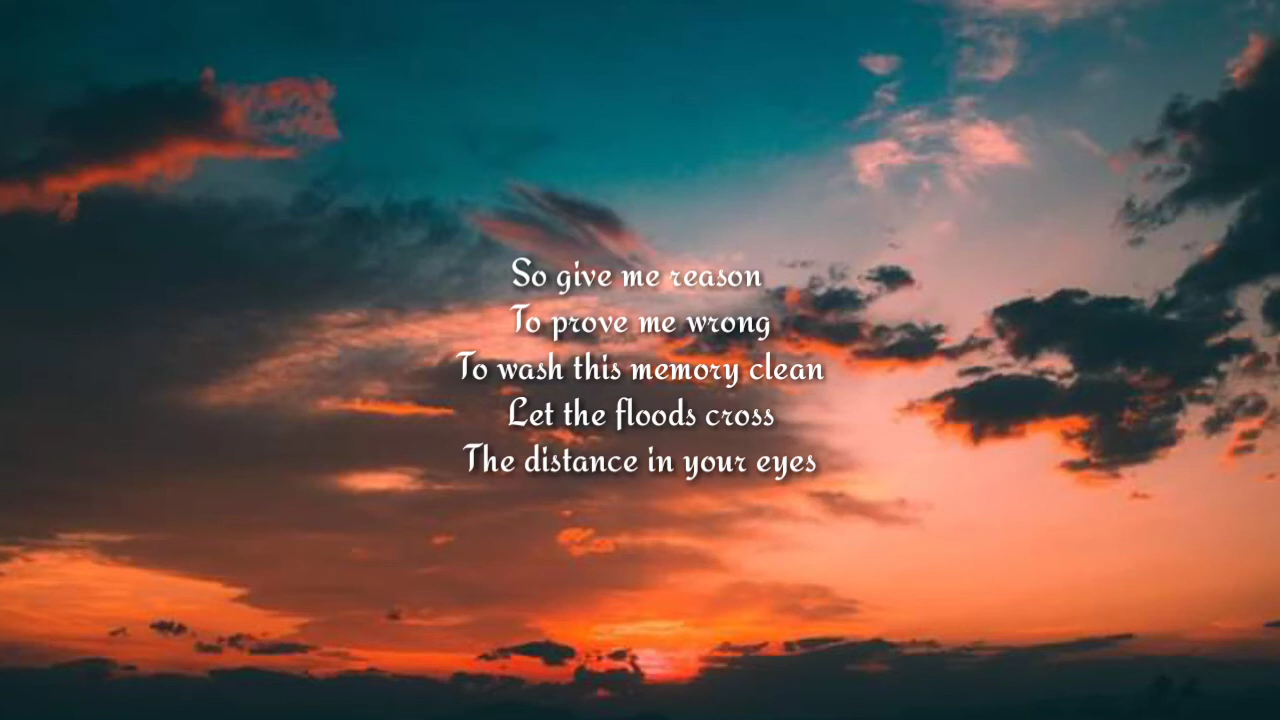 So give me reason
To prove me wrong
To wash this memory clean
Let the floods cross
The distance in your eyes